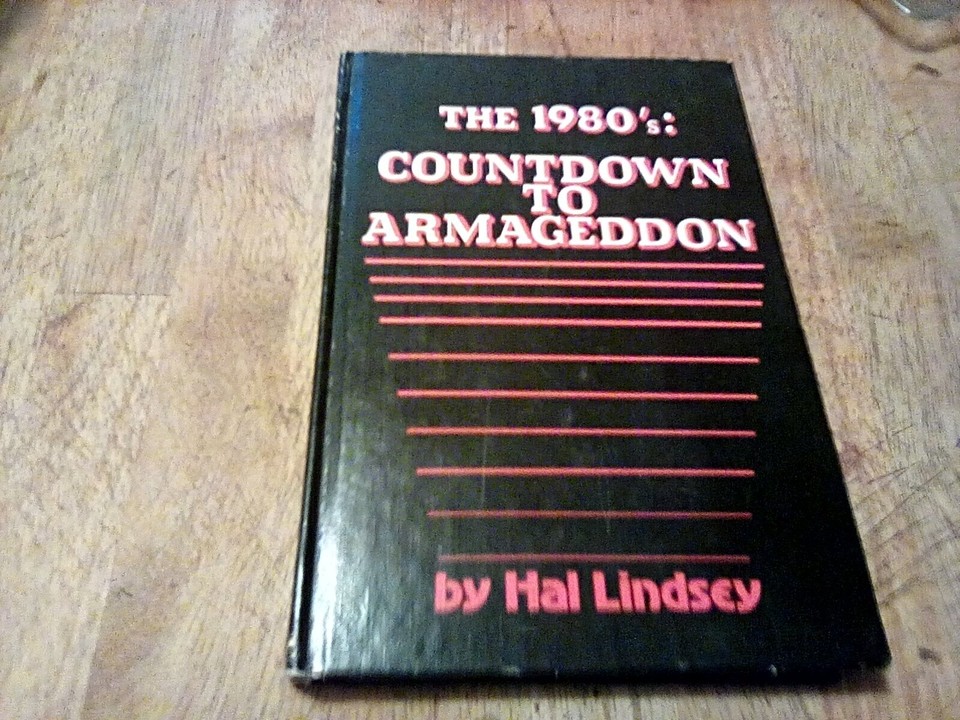 THE 1980's:
COUNTDOWN
TO
ARMAGEDDON
by Hal Lindsey